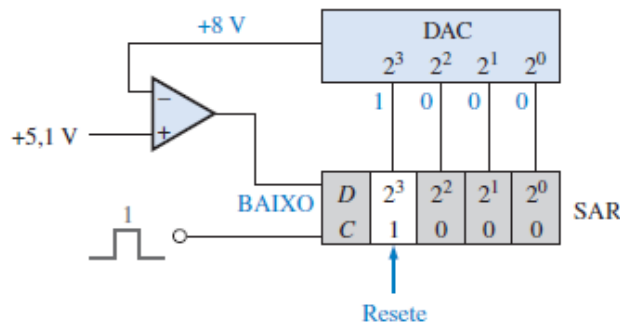 +8 V
DAC
2³ 2² 2¹ 2⁰
1 0 0 0
−
+5,1 V +
BAIXO D 2³ 2² 2¹ 2⁰ SAR
1
C 1 0 0 0
Resete